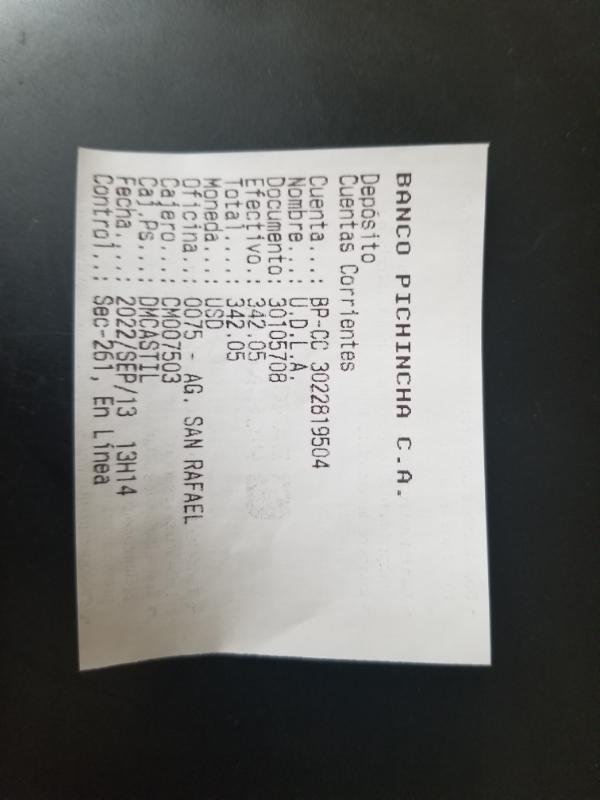 BANCO PICHINCHA C.A.
Depósito
Cuentas Corrientes
Cuenta...: BP-CC 3022819504
Nombre...: U.D.L.A.
Documento: 30105708
Efectivo.: 342.05
Total....: 342.05
Moneda...: USD
Oficina..: 0075 - AG. SAN RAFAEL
Cajero...: CM007503
Caj.Ps...: DMCASTIL
Fecha....: 2022/SEP/13 13H14
Control..: Sec-261, En Línea